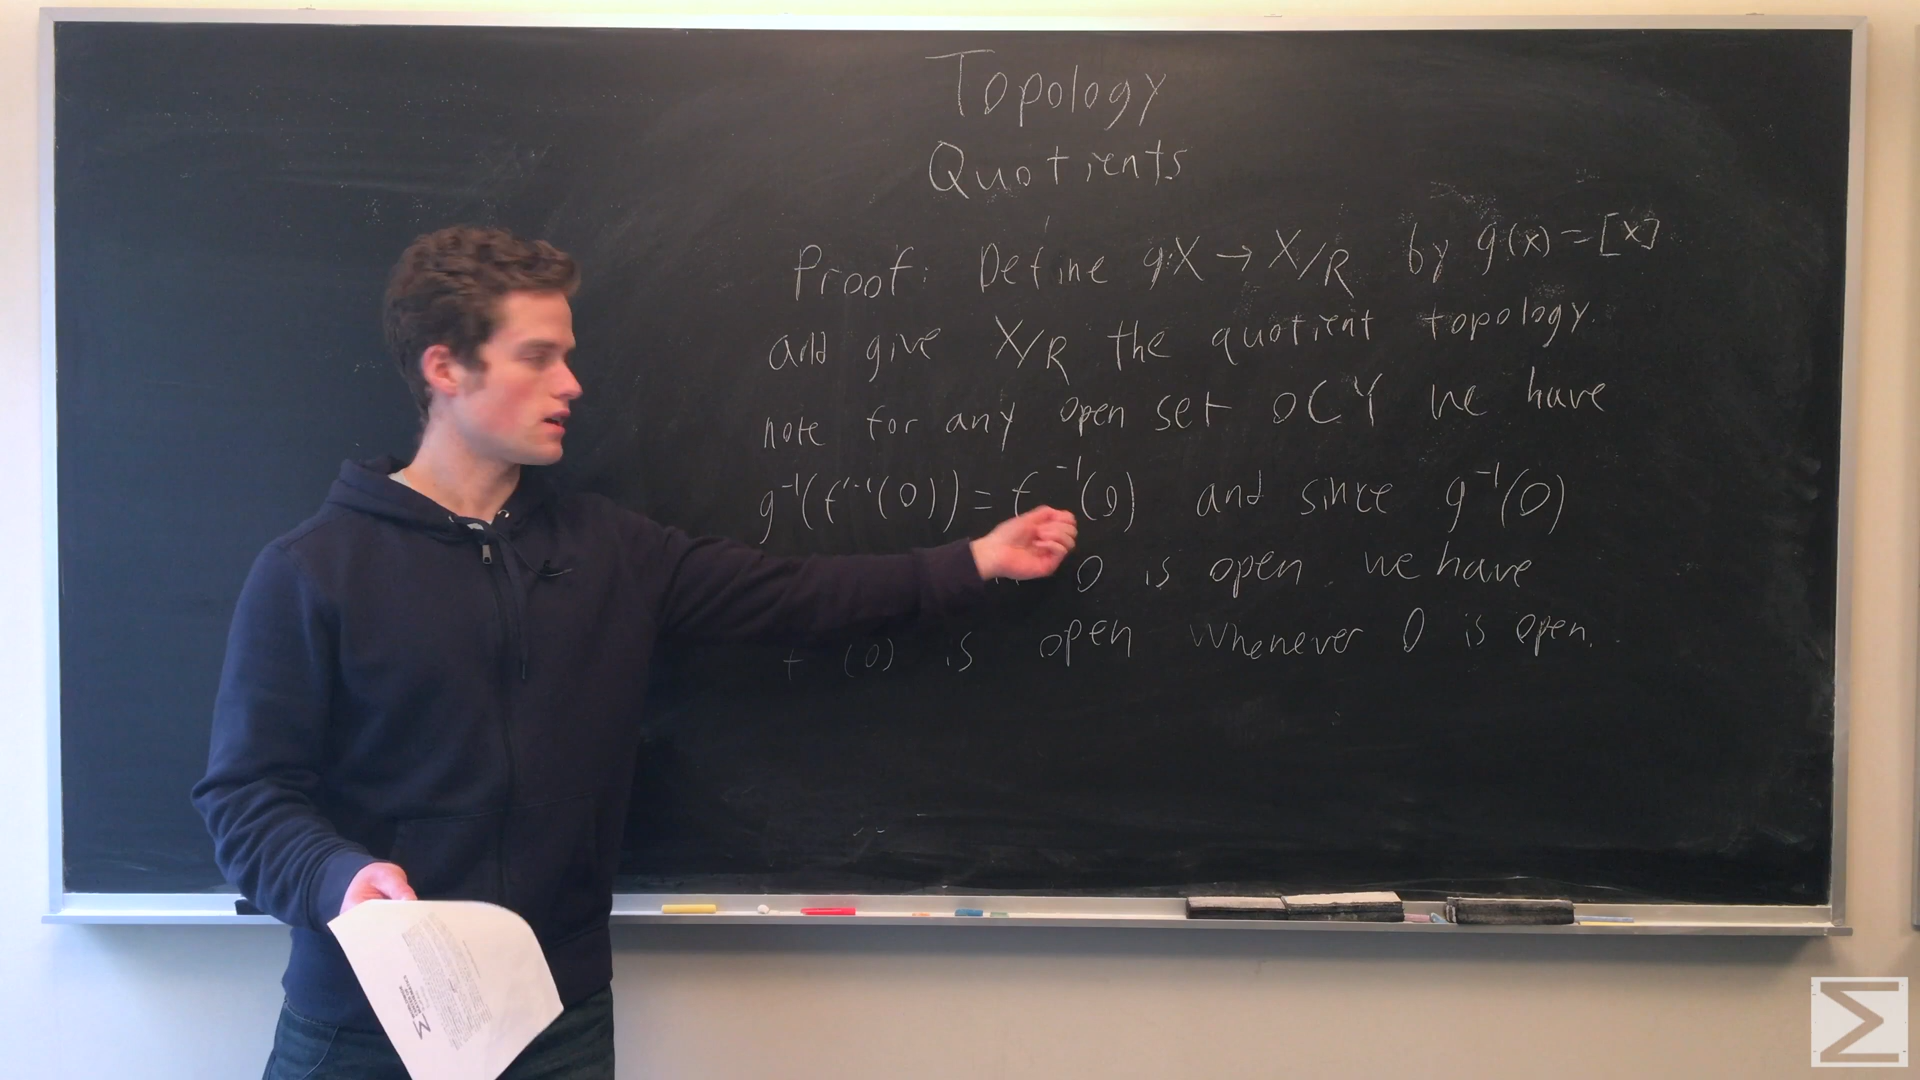 Topology
Quotients
Proof: Define g:X → X/R by g(x) = [x]
and give X/R the quotient topology.
note for any open set O⊂Y we have
g⁻¹(f'⁻¹(O)) = f⁻¹(O) and since g⁻¹(O)
O is open we have
(O) is open whenever O is open.
Σ